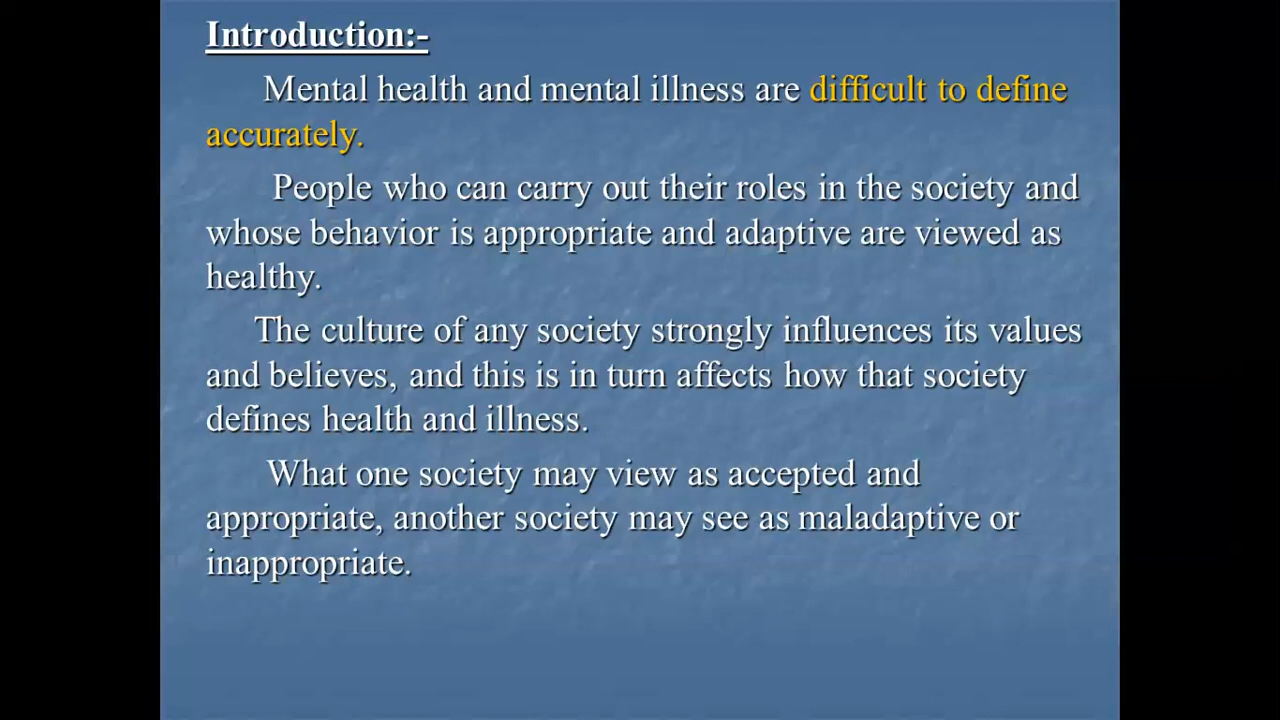 Introduction:-
Mental health and mental illness are difficult to define
accurately.
People who can carry out their roles in the society and
whose behavior is appropriate and adaptive are viewed as
healthy.
The culture of any society strongly influences its values
and believes, and this is in turn affects how that society
defines health and illness.
What one society may view as accepted and
appropriate, another society may see as maladaptive or
inappropriate.